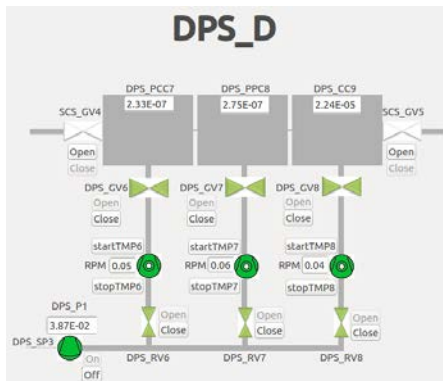 DPS_D
DPS_PCC7 DPS_PPC8 DPS_CC9
2.33E-07 2.75E-07 2.24E-05
SCS_GV4 SCS_GV5
Open Open
Close Close
DPS_GV6 DPS_GV7 DPS_GV8
Open Open Open
Close Close Close
startTMP6 startTMP7 startTMP8
RPM 0.05 RPM 0.06 RPM 0.04
stopTMP6 stopTMP7 stopTMP8
DPS_P1
3.87E-02
Open Open Open
Close Close Close
DPS_SP3
On
Off
DPS_RV6 DPS_RV7 DPS_RV8